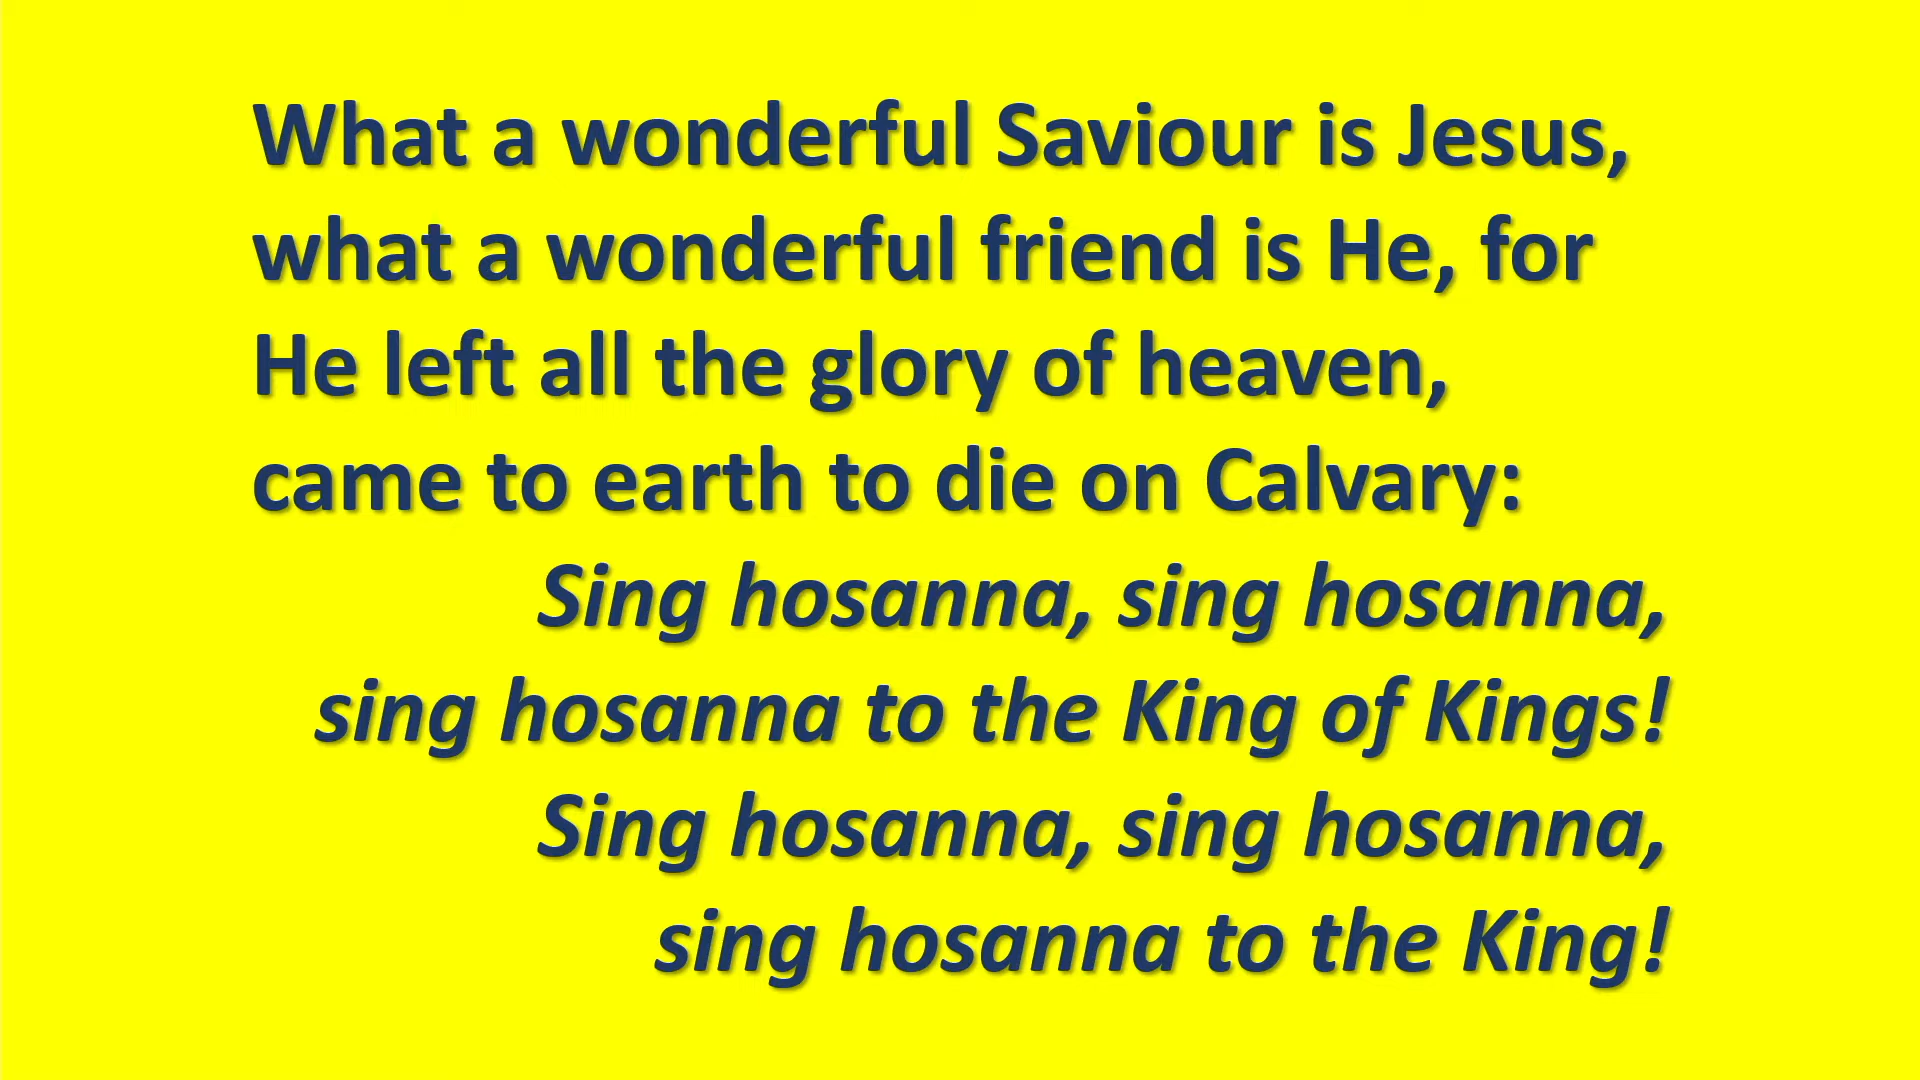 What a wonderful Saviour is Jesus,
what a wonderful friend is He, for
He left all the glory of heaven,
came to earth to die on Calvary:
Sing hosanna, sing hosanna,
sing hosanna to the King of Kings!
Sing hosanna, sing hosanna,
sing hosanna to the King!